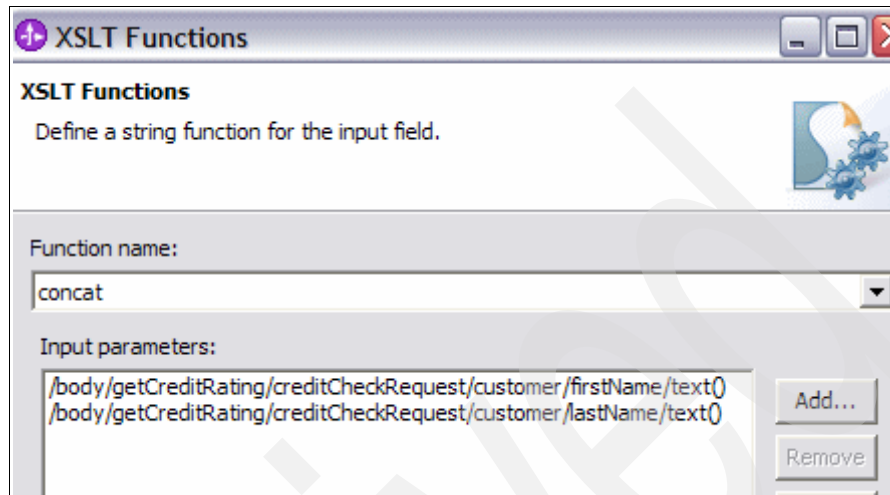 XSLT Functions
XSLT Functions
Define a string function for the input field.
Function name:
concat
Input parameters:
/body/getCreditRating/creditCheckRequest/customer/firstName/text()
/body/getCreditRating/creditCheckRequest/customer/lastName/text()
Add...
Remove